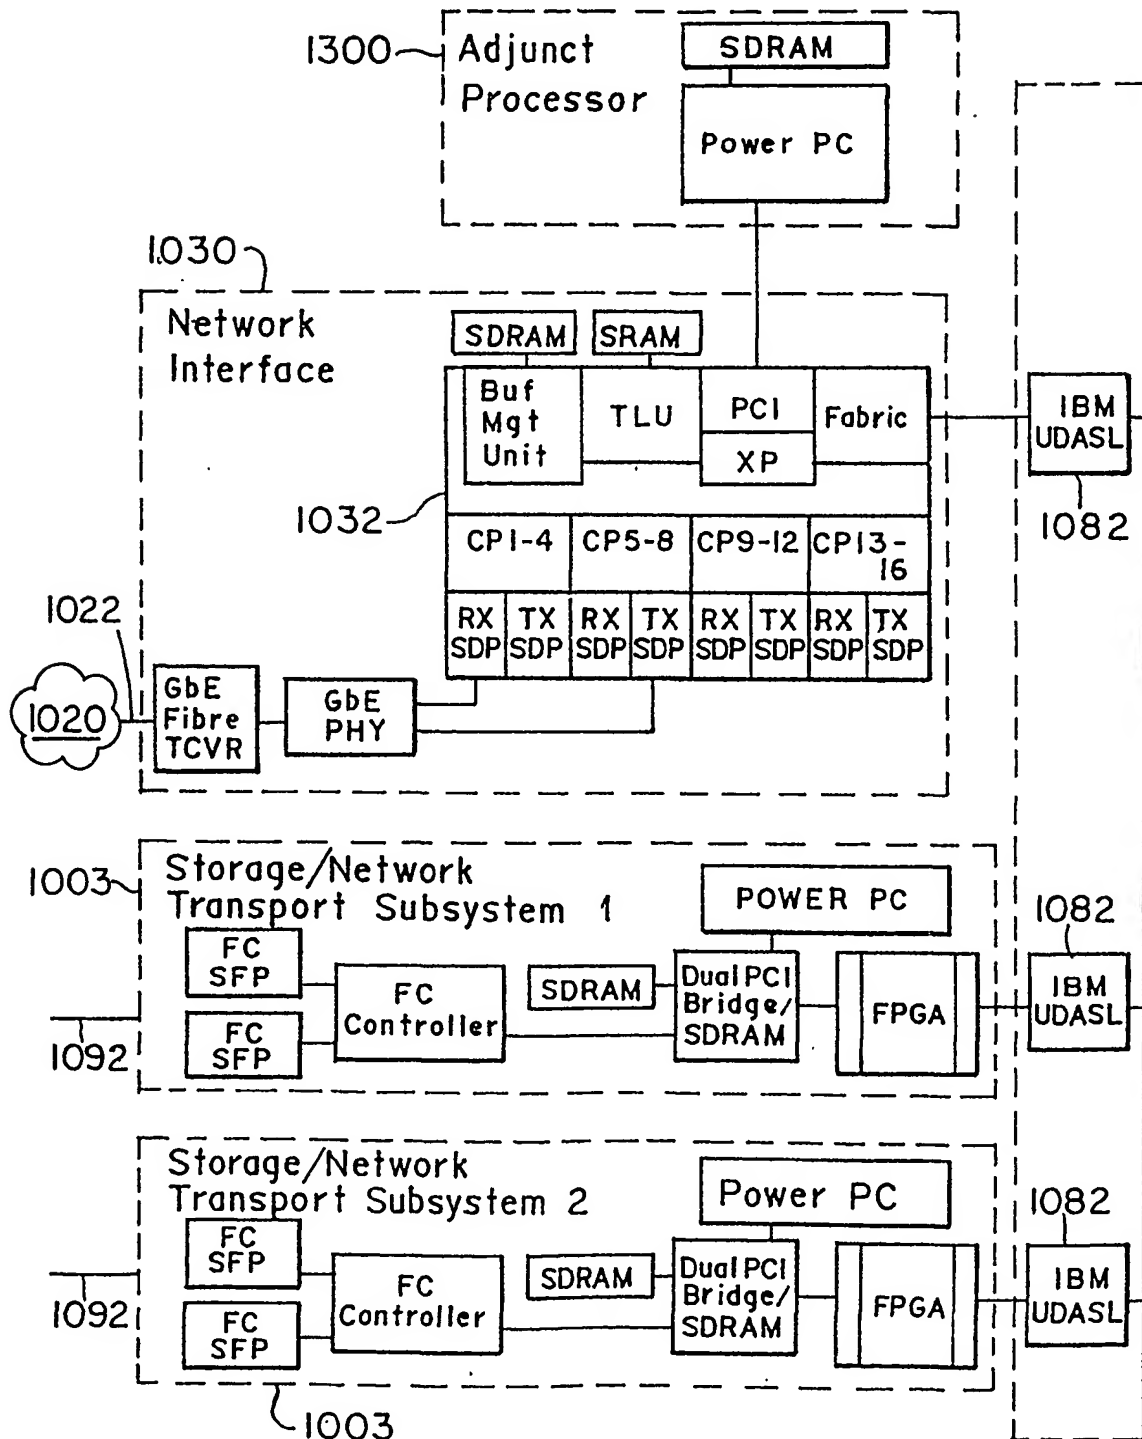 1300
Adjunct
Processor
SDRAM
Power PC
1030
Network
Interface
SDRAM
SRAM
Buf
Mgt
Unit
TLU
PCI
XP
Fabric
IBM
UDASL
1082
1032
CP1-4
CP5-8
CP9-12
CP13-
16
RX
SDP
TX
SDP
RX
SDP
TX
SDP
RX
SDP
TX
SDP
RX
SDP
TX
SDP
1022
1020
GbE
Fibre
TCVR
GbE
PHY
1003
Storage/Network
Transport Subsystem 1
POWER PC
FC
SFP
FC
SFP
FC
Controller
SDRAM
Dual PCI
Bridge/
SDRAM
FPGA
1082
IBM
UDASL
1092
Storage/Network
Transport Subsystem 2
Power PC
FC
SFP
FC
SFP
FC
Controller
SDRAM
Dual PCI
Bridge/
SDRAM
FPGA
1082
IBM
UDASL
1092
1003